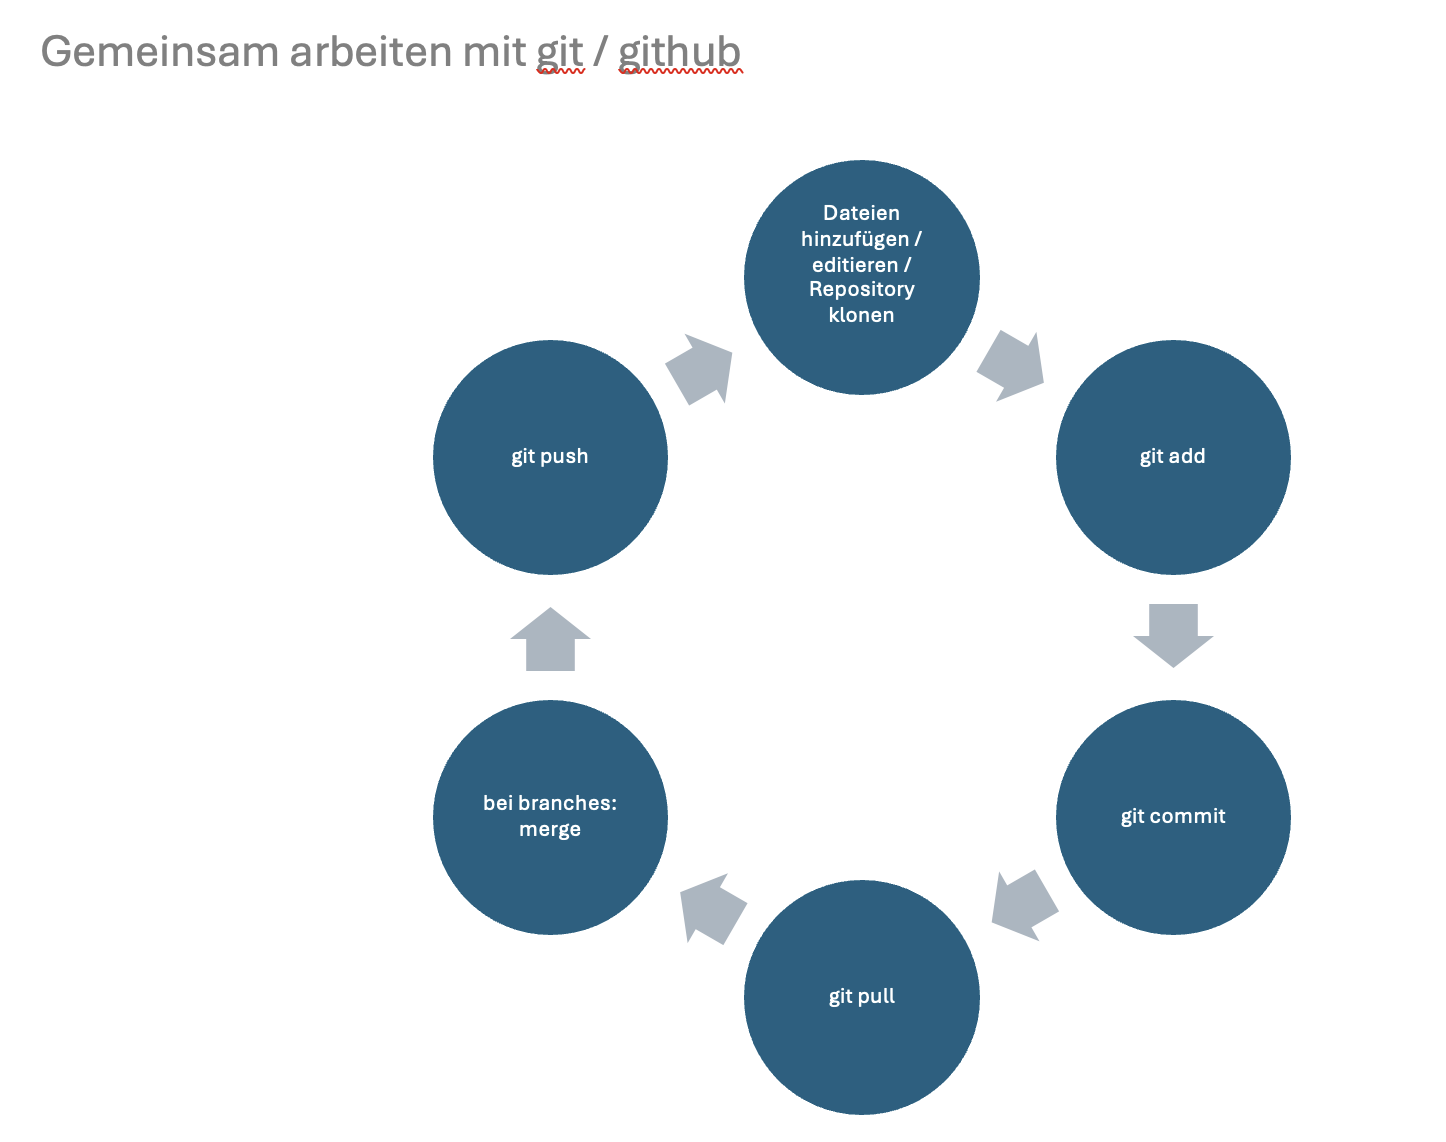 Gemeinsam arbeiten mit git / github
Dateien
hinzufügen /
editieren /
Repository
klonen
git add
git commit
git pull
bei branches:
merge
git push